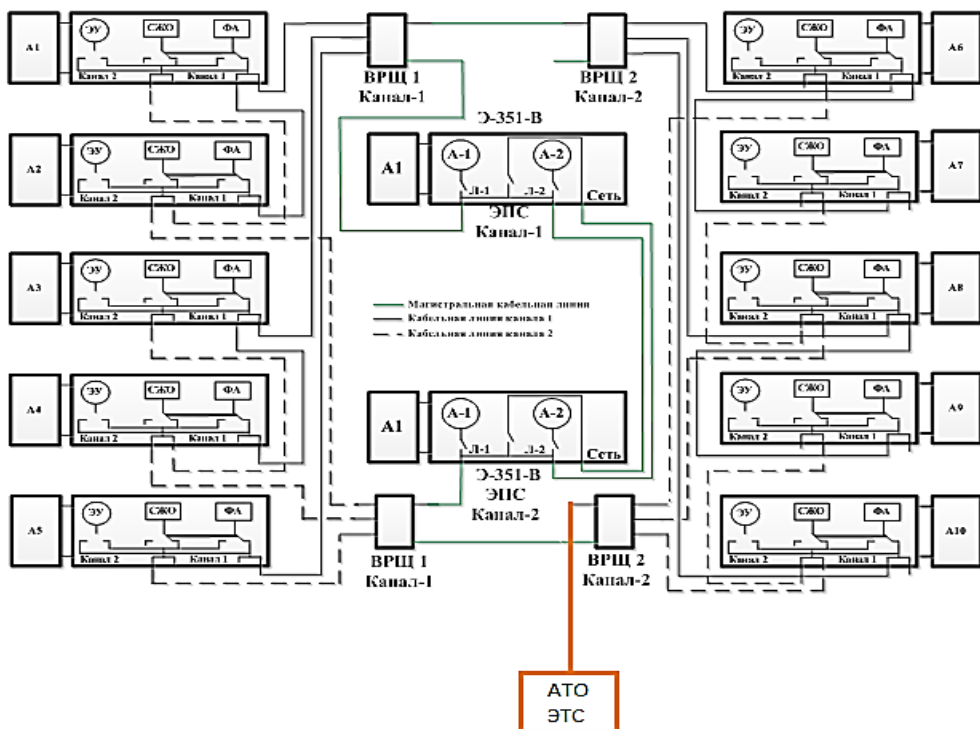 А1
ЭУ
СЖО
ФА
Канал 2
Канал 1
А2
ЭУ
СЖО
ФА
Канал 2
Канал 1
А3
ЭУ
СЖО
ФА
Канал 2
Канал 1
А4
ЭУ
СЖО
ФА
Канал 2
Канал 1
А5
ЭУ
СЖО
ФА
Канал 2
Канал 1
ВРЩ 1
Канал-1
ВРЩ 2
Канал-2
Э-351-В
А1
А-1
А-2
Л-1
Л-2
Сеть
ЭПС
Канал-1
Магистральная кабельная линия
Кабельная линия канала 1
Кабельная линия канала 2
А1
А-1
А-2
Л-1
Л-2
Сеть
Э-351-В
ЭПС
Канал-2
ВРЩ 1
Канал-1
ВРЩ 2
Канал-2
АТО
ЭТС
ЭУ
СЖО
ФА
Канал 2
Канал 1
А6
ЭУ
СЖО
ФА
Канал 2
Канал 1
А7
ЭУ
СЖО
ФА
Канал 2
Канал 1
А8
ЭУ
СЖО
ФА
Канал 2
Канал 1
А9
ЭУ
СЖО
ФА
Канал 2
Канал 1
А10